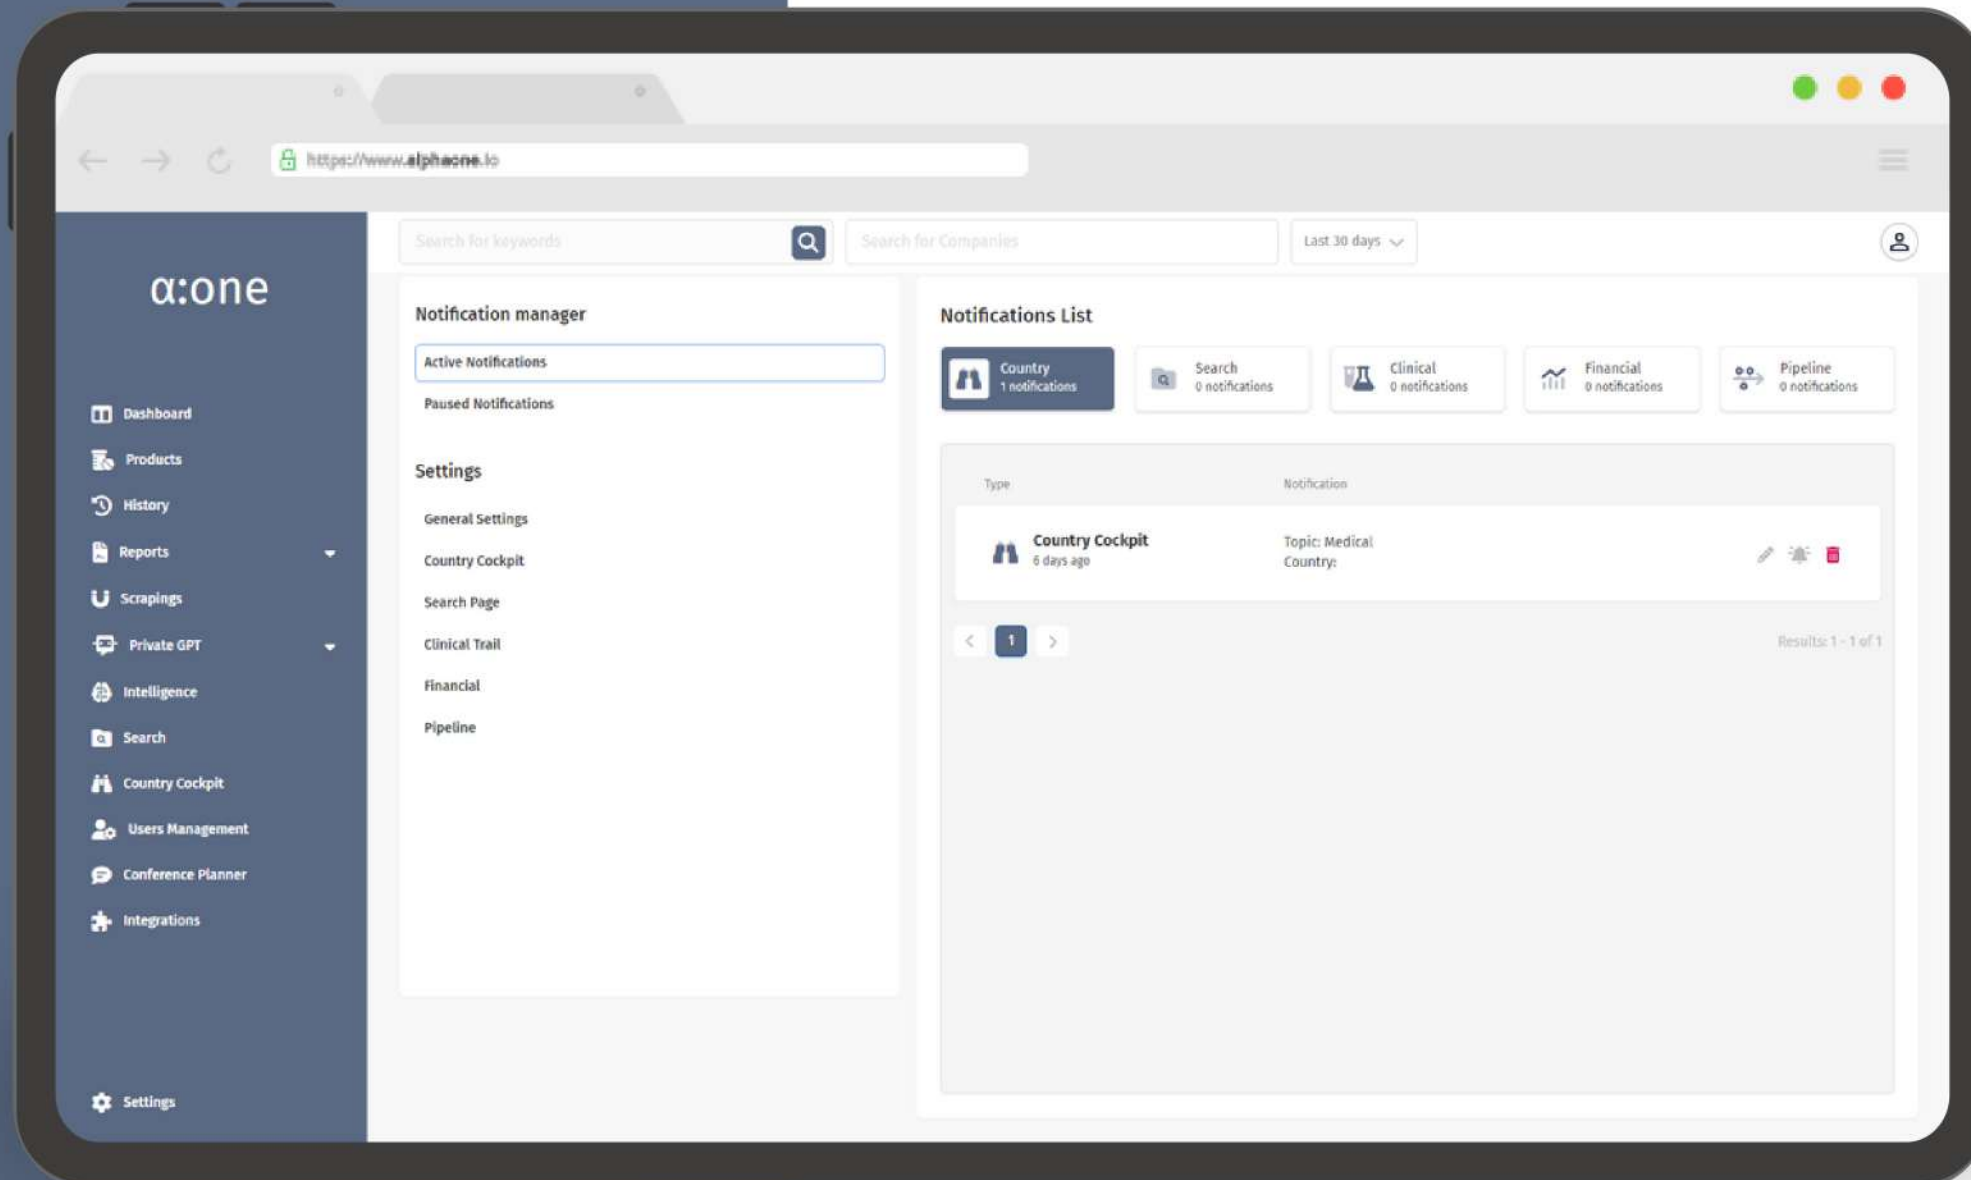 https://www.alphaone.io
α:one
Dashboard
Products
History
Reports
Scrapings
Private GPT
Intelligence
Search
Country Cockpit
Users Management
Conference Planner
Integrations
Settings
Search for keywords
Search for Companies
Last 30 days
Notification manager
Active Notifications
Paused Notifications
Settings
General Settings
Country Cockpit
Search Page
Clinical Trail
Financial
Pipeline
Notifications List
Country
1 notifications
Search
0 notifications
Clinical
0 notifications
Financial
0 notifications
Pipeline
0 notifications
Type
Notification
Country Cockpit
6 days ago
Topic: Medical
Country:
< 1 >
Results: 1 - 1 of 1